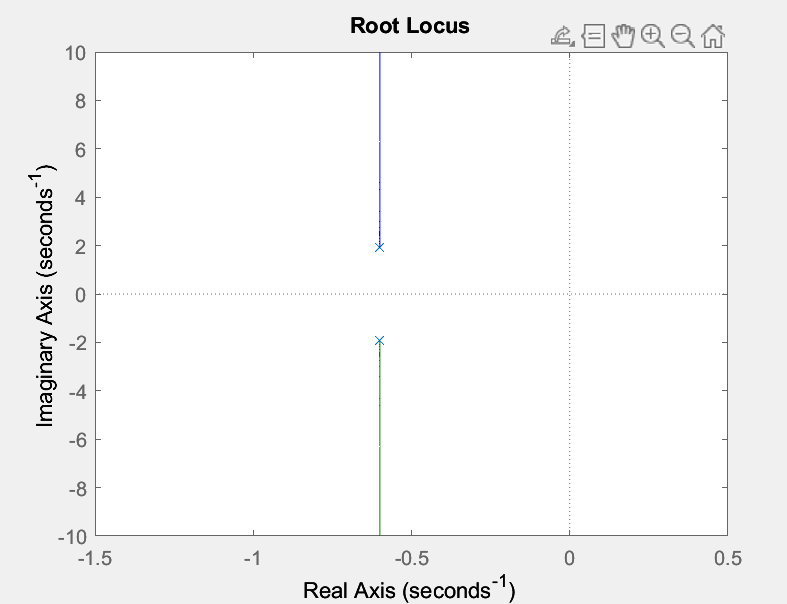 Root Locus
10
8
6
4
2
0
-2
-4
-6
-8
-10
Imaginary Axis (seconds⁻¹)
-1.5 -1 -0.5 0 0.5
Real Axis (seconds⁻¹)